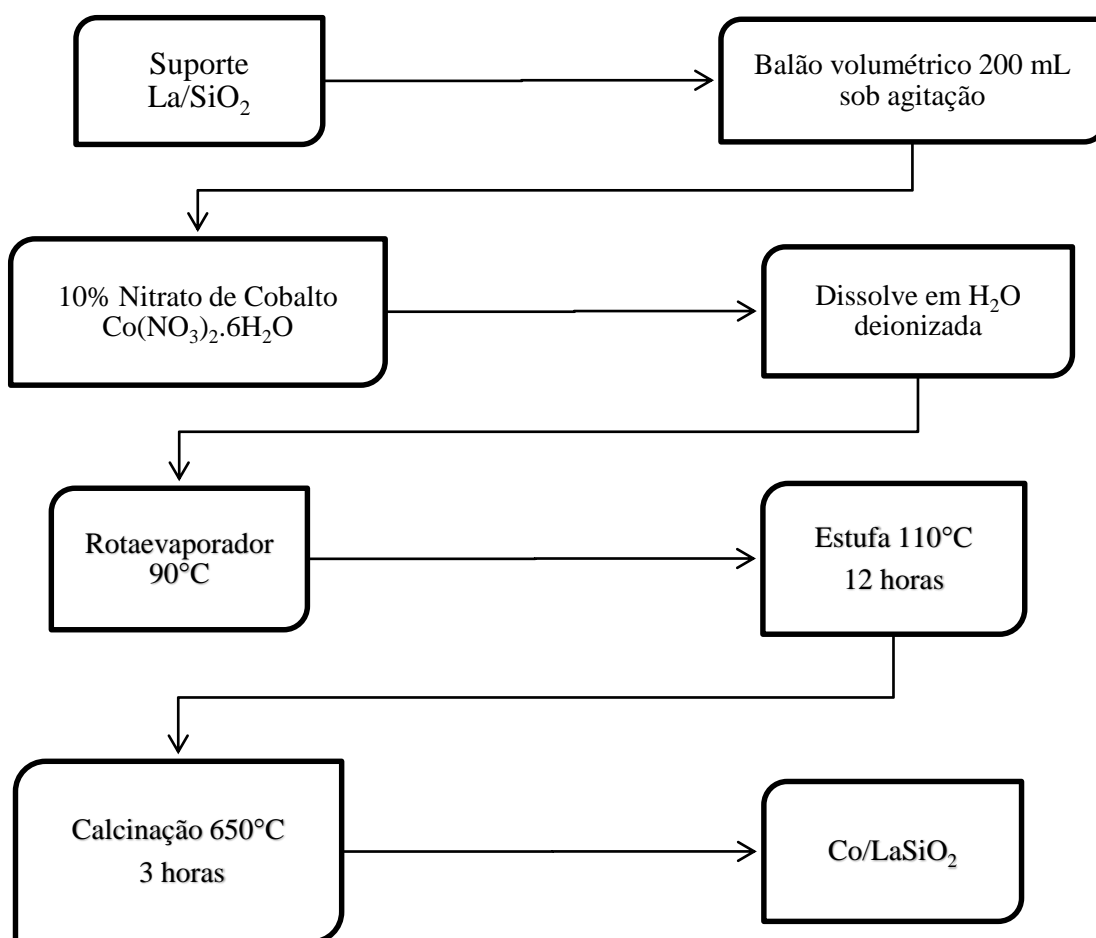 Suporte
La/SiO₂
Balão volumétrico 200 mL
sob agitação
10% Nitrato de Cobalto
Co(NO₃)₂.6H₂O
Dissolve em H₂O
deionizada
Rotaevaporador
90°C
Estufa 110°C
12 horas
Calcinação 650°C
3 horas
Co/LaSiO₂